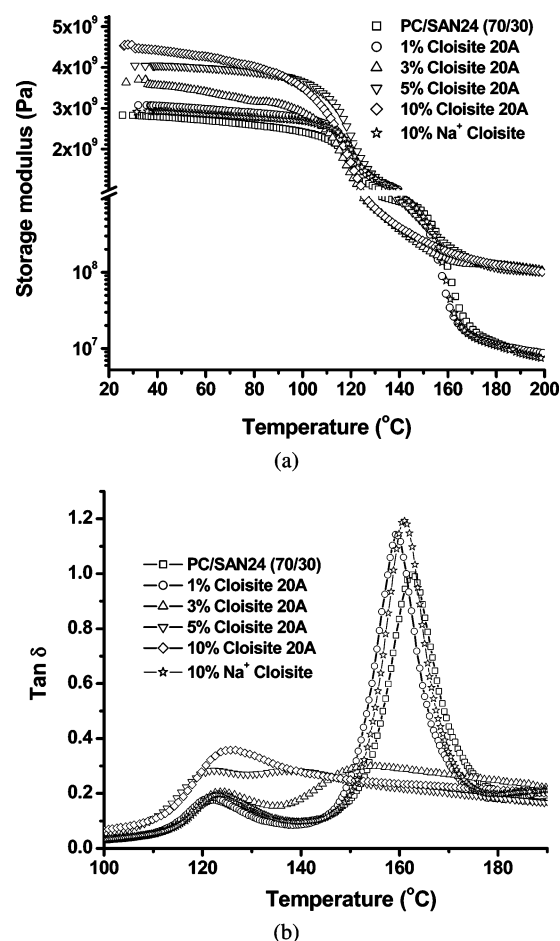 5x10⁹
4x10⁹
3x10⁹
2x10⁹
10⁸
10⁷
Storage modulus (Pa)
PC/SAN24 (70/30)
1% Cloisite 20A
3% Cloisite 20A
5% Cloisite 20A
10% Cloisite 20A
10% Na⁺ Cloisite
20 40 60 80 100 120 140 160 180 200
Temperature (°C)
(a)
1.2
1.0
0.8
0.6
0.4
0.2
0.0
Tan δ
PC/SAN24 (70/30)
1% Cloisite 20A
3% Cloisite 20A
5% Cloisite 20A
10% Cloisite 20A
10% Na⁺ Cloisite
100 120 140 160 180
Temperature (°C)
(b)